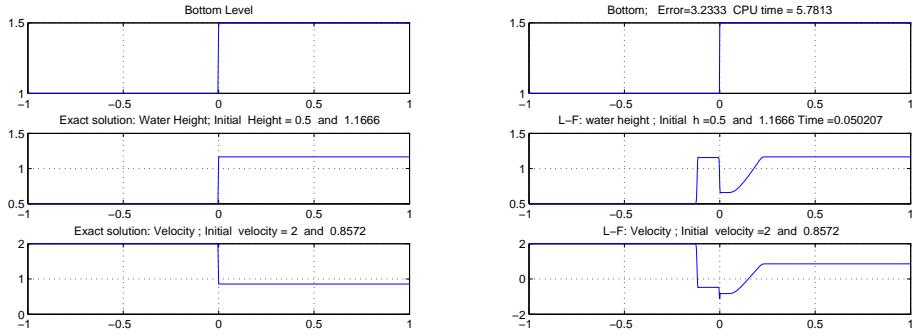 Bottom Level
1.5
1
−1 −0.5 0 0.5 1
Exact solution: Water Height; Initial Height = 0.5 and 1.1666
1
0.5
−1 −0.5 0 0.5 1
Exact solution: Velocity ; Initial velocity = 2 and 0.8572
2
1
0
−1 −0.5 0 0.5 1
Bottom; Error=3.2333 CPU time = 5.7813
1.5
1
−1 −0.5 0 0.5 1
L−F: water height ; Initial h =0.5 and 1.1666 Time =0.050207
1.5
1
0.5
−1 −0.5 0 0.5 1
L−F: Velocity ; Initial velocity =2 and 0.8572
2
0
−2
−1 −0.5 0 0.5 1